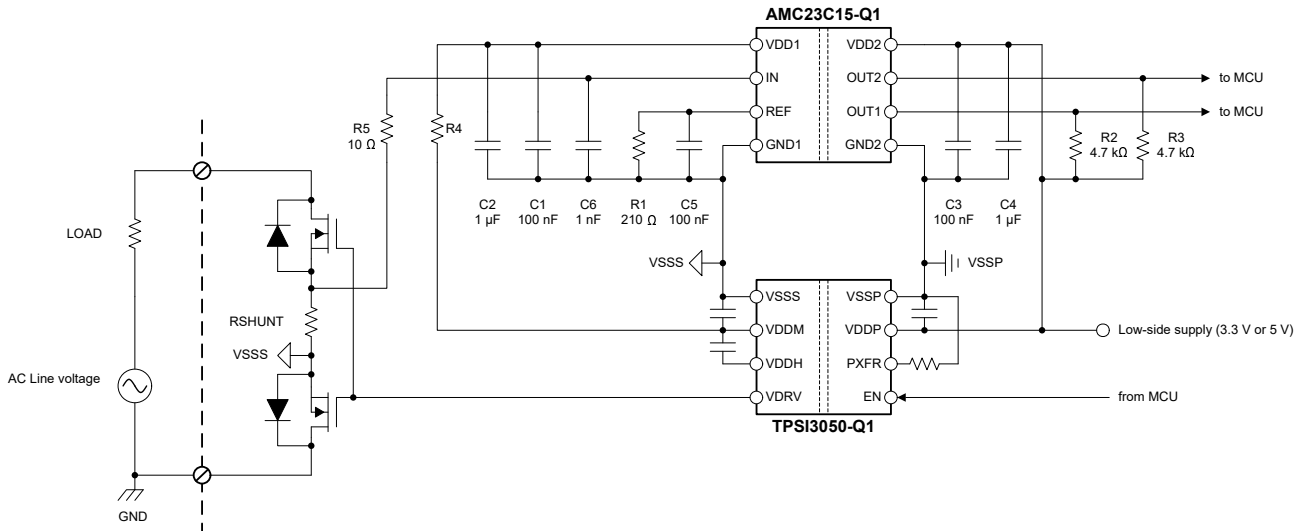 AMC23C15-Q1
VDD1
VDD2
IN
OUT2
to MCU
REF
OUT1
to MCU
GND1
GND2
R5
10 Ω
R4
R2
4.7 kΩ
R3
4.7 kΩ
C2
1 µF
C1
100 nF
C6
1 nF
R1
210 Ω
C5
100 nF
C3
100 nF
C4
1 µF
LOAD
VSSS
VSSP
VSSS
VSSP
RSHUNT
VDDM
VDDP
Low-side supply (3.3 V or 5 V)
VSSS
VDDH
PXFR
AC Line voltage
VDRV
EN
from MCU
TPSI3050-Q1
GND